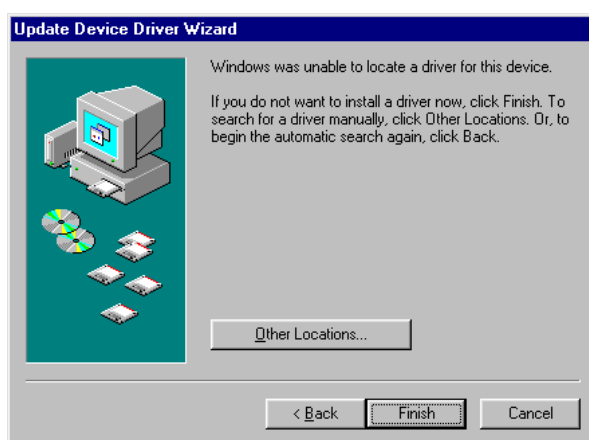 Update Device Driver Wizard
Windows was unable to locate a driver for this device.
If you do not want to install a driver now, click Finish. To
search for a driver manually, click Other Locations. Or, to
begin the automatic search again, click Back.
Other Locations...
< Back
Finish
Cancel